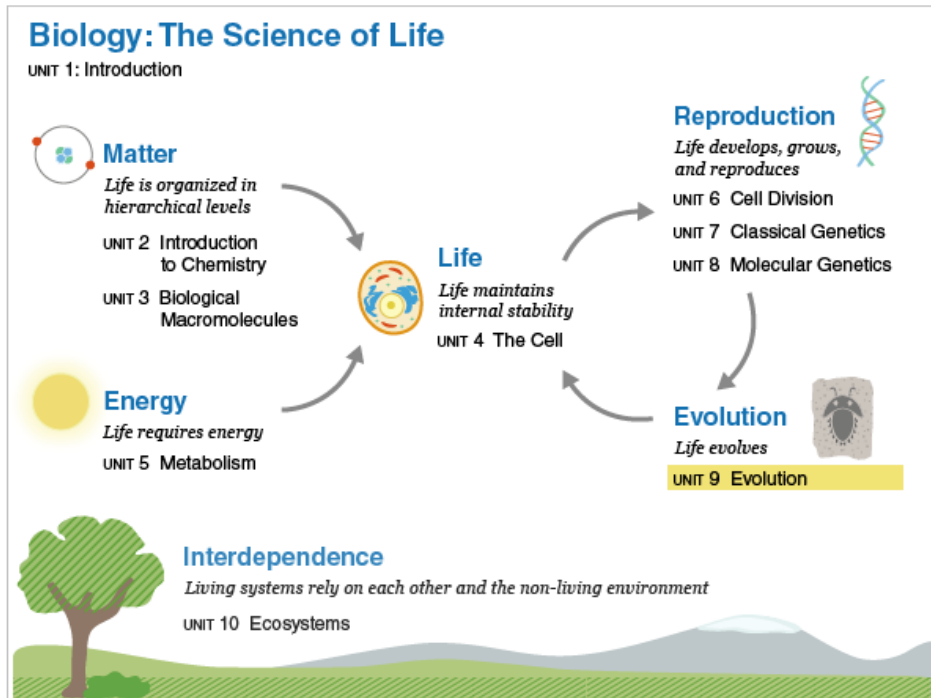 Biology: The Science of Life
UNIT 1: Introduction
Matter
Life is organized in
hierarchical levels
UNIT 2 Introduction
to Chemistry
UNIT 3 Biological
Macromolecules
Energy
Life requires energy
UNIT 5 Metabolism
Life
Life maintains
internal stability
UNIT 4 The Cell
Reproduction
Life develops, grows,
and reproduces
UNIT 6 Cell Division
UNIT 7 Classical Genetics
UNIT 8 Molecular Genetics
Evolution
Life evolves
UNIT 9 Evolution
Interdependence
Living systems rely on each other and the non-living environment
UNIT 10 Ecosystems